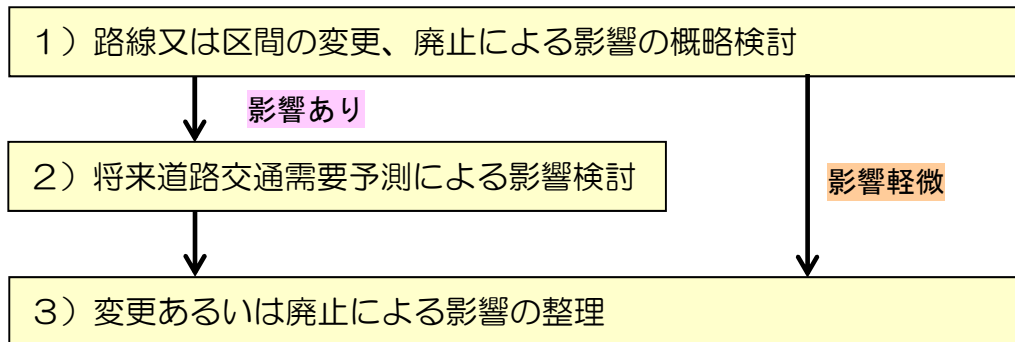 １）路線又は区間の変更、廃止による影響の概略検討
影響あり
２）将来道路交通需要予測による影響検討
影響軽微
３）変更あるいは廃止による影響の整理